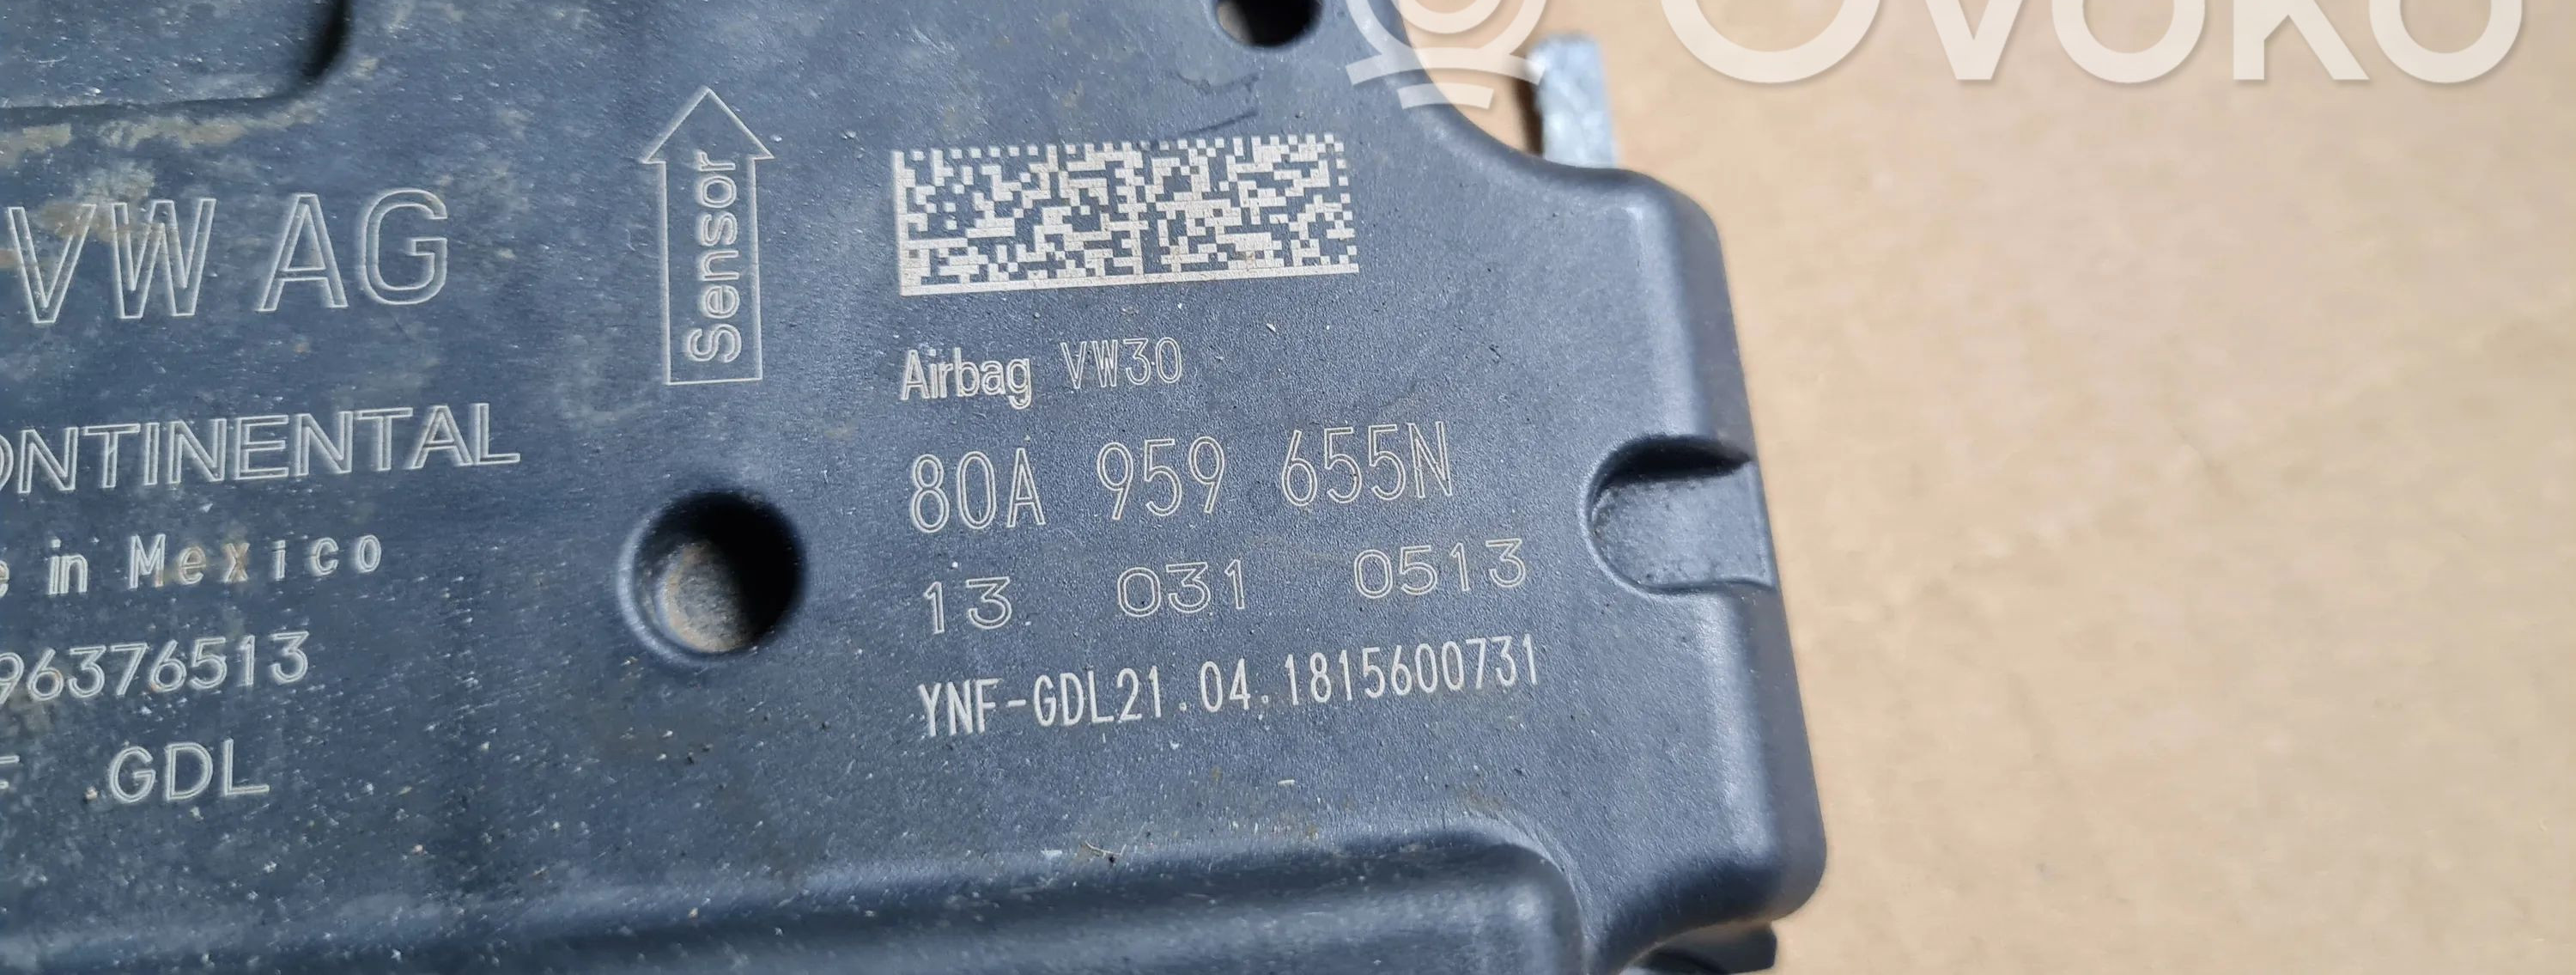 OVOKO
VW AG
Sensor
Airbag VW30
ONTINENTAL
80A 959 655N
e in Mexico
13 031 0513
96376513
YNF-GDL21.04.1815600731
GDL